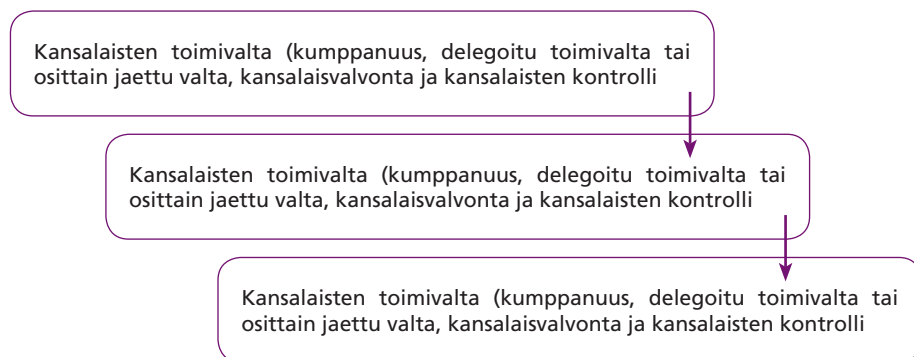 Kansalaisten toimivalta (kumppanuus, delegoitu toimivalta tai
osittain jaettu valta, kansalaisvalvonta ja kansalaisten kontrolli
Kansalaisten toimivalta (kumppanuus, delegoitu toimivalta tai
osittain jaettu valta, kansalaisvalvonta ja kansalaisten kontrolli
Kansalaisten toimivalta (kumppanuus, delegoitu toimivalta tai
osittain jaettu valta, kansalaisvalvonta ja kansalaisten kontrolli